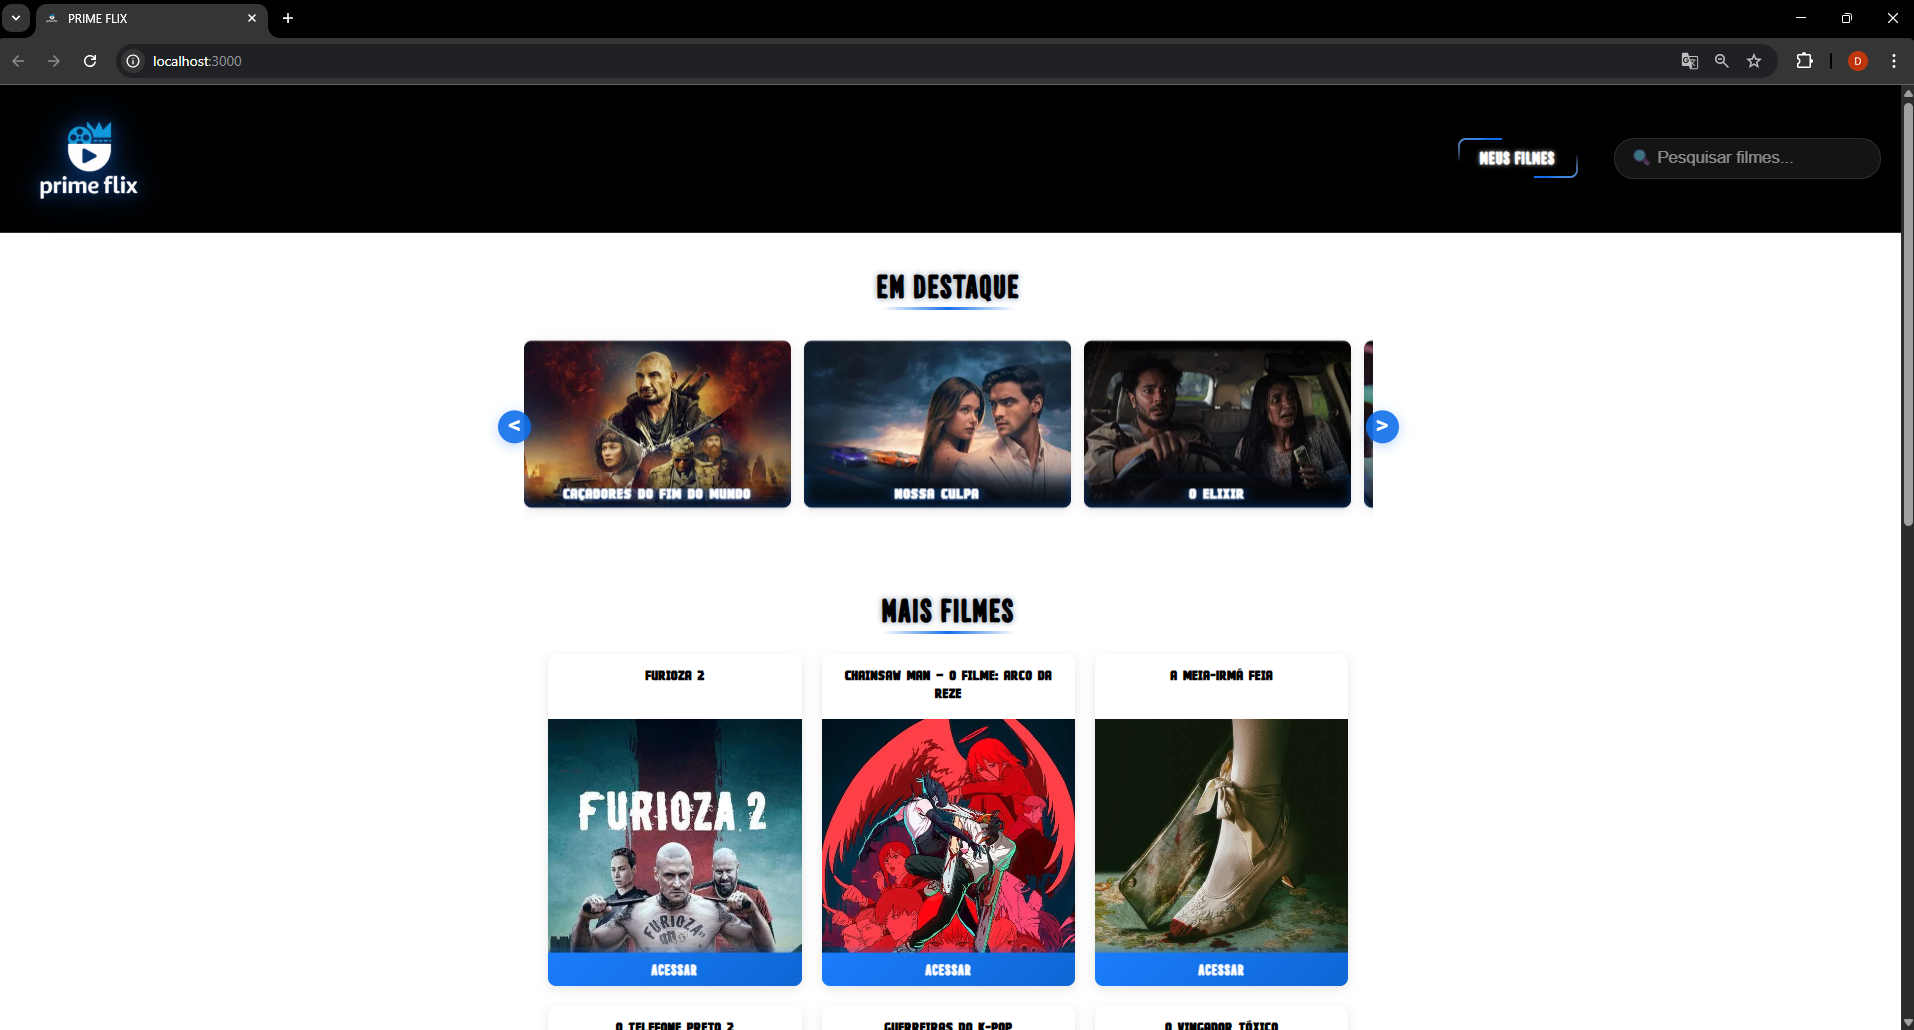 PRIME FLIX
localhost:3000
D
prime flix
MEUS FILMES
Pesquisar filmes...
EM DESTAQUE
<
>
CAÇADORES DO FIM DO MUNDO
NOSSA CULPA
O ELIXIR
MAIS FILMES
FURIOZA 2
CHAINSAW MAN - O FILME: ARCO DA
REZE
A MEIA-IRMÃ FEIA
FURIOZA 2
FURIOZA
ACESSAR
ACESSAR
ACESSAR
O TELEFONE PRETO 2
GUERREIRAS DO K-POP
O VINGADOR TÓXICO